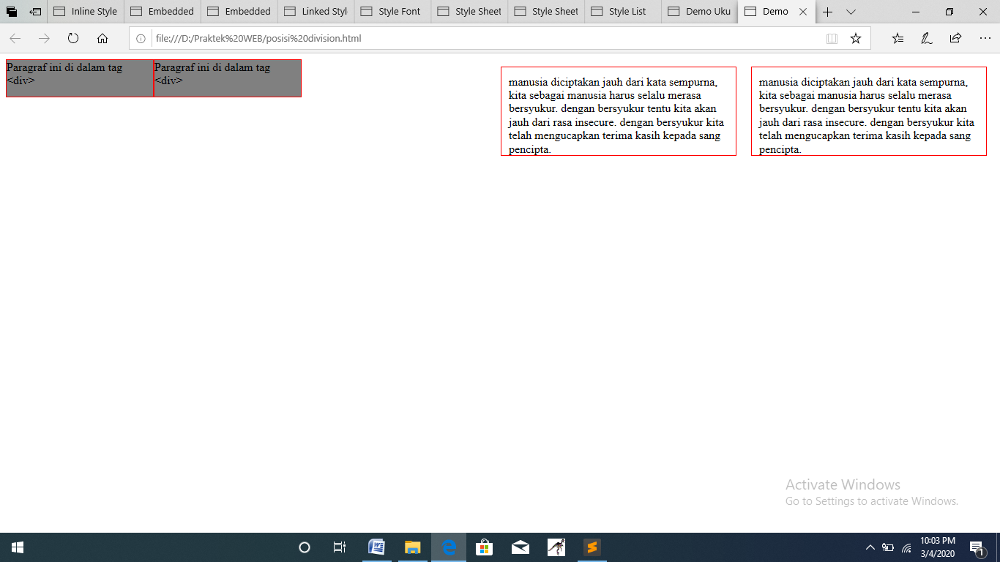 Inline Style
Embedded
Embedded
Linked Styl
Style Font
Style Sheet
Style Sheet
Style List
Demo Uku
Demo
file:///D:/Praktek%20WEB/posisi%20division.html
Paragraf ini di dalam tag
<div>
Paragraf ini di dalam tag
<div>
manusia diciptakan jauh dari kata sempurna,
kita sebagai manusia harus selalu merasa
bersyukur. dengan bersyukur tentu kita akan
jauh dari rasa insecure. dengan bersyukur kita
telah mengucapkan terima kasih kepada sang
pencipta.
manusia diciptakan jauh dari kata sempurna,
kita sebagai manusia harus selalu merasa
bersyukur. dengan bersyukur tentu kita akan
jauh dari rasa insecure. dengan bersyukur kita
telah mengucapkan terima kasih kepada sang
pencipta.
Activate Windows
Go to Settings to activate Windows.
10:03 PM
3/4/2020
1